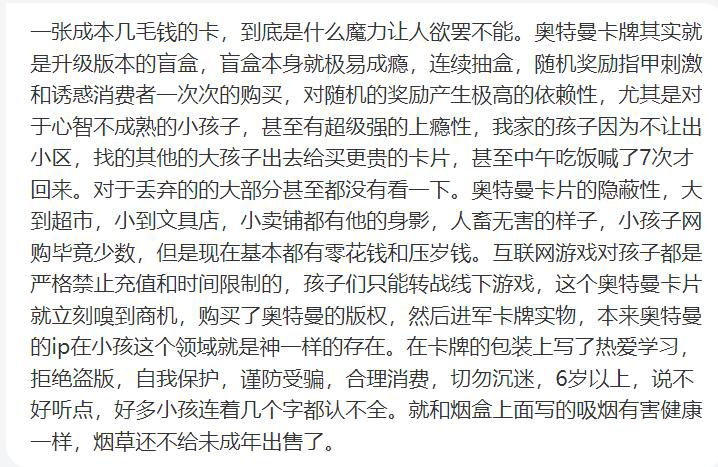 一张成本几毛钱的卡，到底是什么魔力让人欲罢不能。奥特曼卡牌其实就
是升级版本的盲盒，盲盒本身就极易成瘾，连续抽盒，随机奖励指甲刺激
和诱惑消费者一次次的购买，对随机的奖励产生极高的依赖性，尤其是对
于心智不成熟的小孩子，甚至有超级强的上瘾性，我家的孩子因为不让出
小区，找的其他的大孩子出去给买更贵的卡片，甚至中午吃饭喊了7次才
回来。对于丢弃的的大部分甚至都没有看一下。奥特曼卡片的隐蔽性，大
到超市，小到文具店，小卖铺都有他的身影，人畜无害的样子，小孩子网
购毕竟少数，但是现在基本都有零花钱和压岁钱。互联网游戏对孩子都是
严格禁止充值和时间限制的，孩子们只能转战线下游戏，这个奥特曼卡片
就立刻嗅到商机，购买了奥特曼的版权，然后进军卡牌实物，本来奥特曼
的ip在小孩这个领域就是神一样的存在。在卡牌的包装上写了热爱学习，
拒绝盗版，自我保护，谨防受骗，合理消费，切勿沉迷，6岁以上，说不
好听点，好多小孩连着几个字都认不全。就和烟盒上面写的吸烟有害健康
一样，烟草还不给未成年出售了。